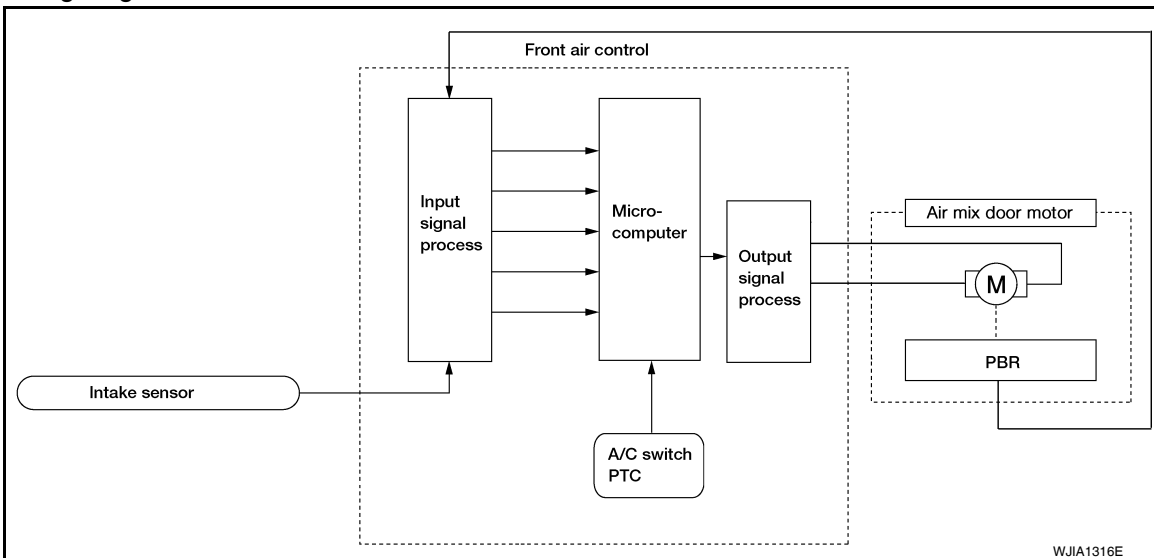 Front air control
Input
signal
process
Micro-
computer
Output
signal
process
Air mix door motor
M
PBR
Intake sensor
A/C switch
PTC
WJIA1316E